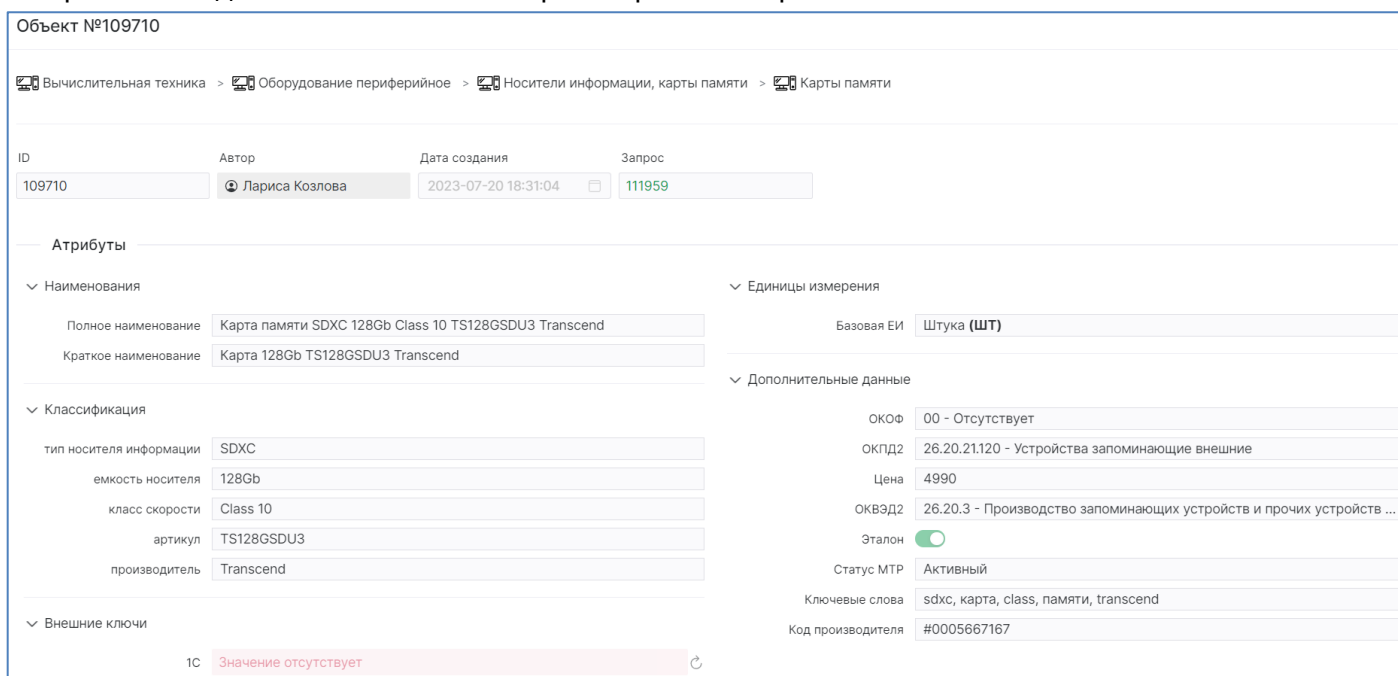 Объект №109710
Вычислительная техника > Оборудование периферийное > Носители информации, карты памяти > Карты памяти
ID Автор Дата создания Запрос
109710 Лариса Козлова 2023-07-20 18:31:04 111959
Атрибуты
Наименования
Полное наименование Карта памяти SDXC 128Gb Class 10 TS128GSDU3 Transcend
Краткое наименование Карта 128Gb TS128GSDU3 Transcend
Классификация
тип носителя информации SDXC
емкость носителя 128Gb
класс скорости Class 10
артикул TS128GSDU3
производитель Transcend
Внешние ключи
1С Значение отсутствует
Единицы измерения
Базовая ЕИ Штука (ШТ)
Дополнительные данные
ОКОФ 00 - Отсутствует
ОКПД2 26.20.21.120 - Устройства запоминающие внешние
Цена 4990
ОКВЭД2 26.20.3 - Производство запоминающих устройств и прочих устройств ...
Эталон
Статус МТР Активный
Ключевые слова sdxc, карта, class, памяти, transcend
Код производителя #0005667167